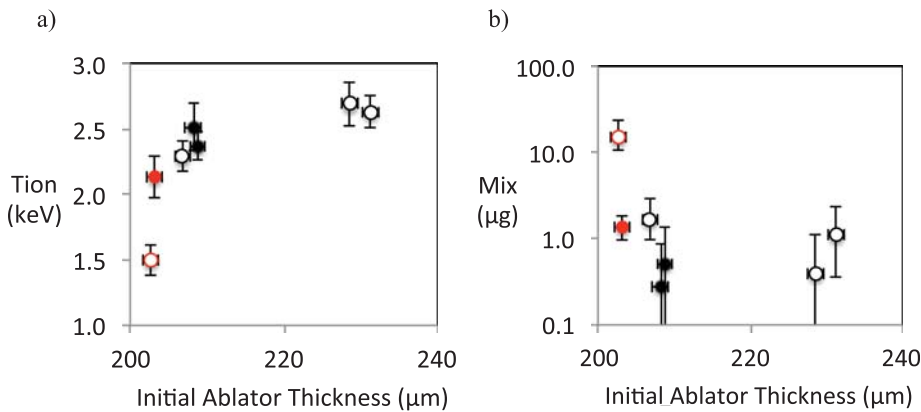 a)
3.0
2.5
2.0
1.5
1.0
Tion
(keV)
200
220
240
Initial Ablator Thickness (μm)
b)
100.0
10.0
1.0
0.1
Mix
(μg)
200
220
240
Initial Ablator Thickness (μm)